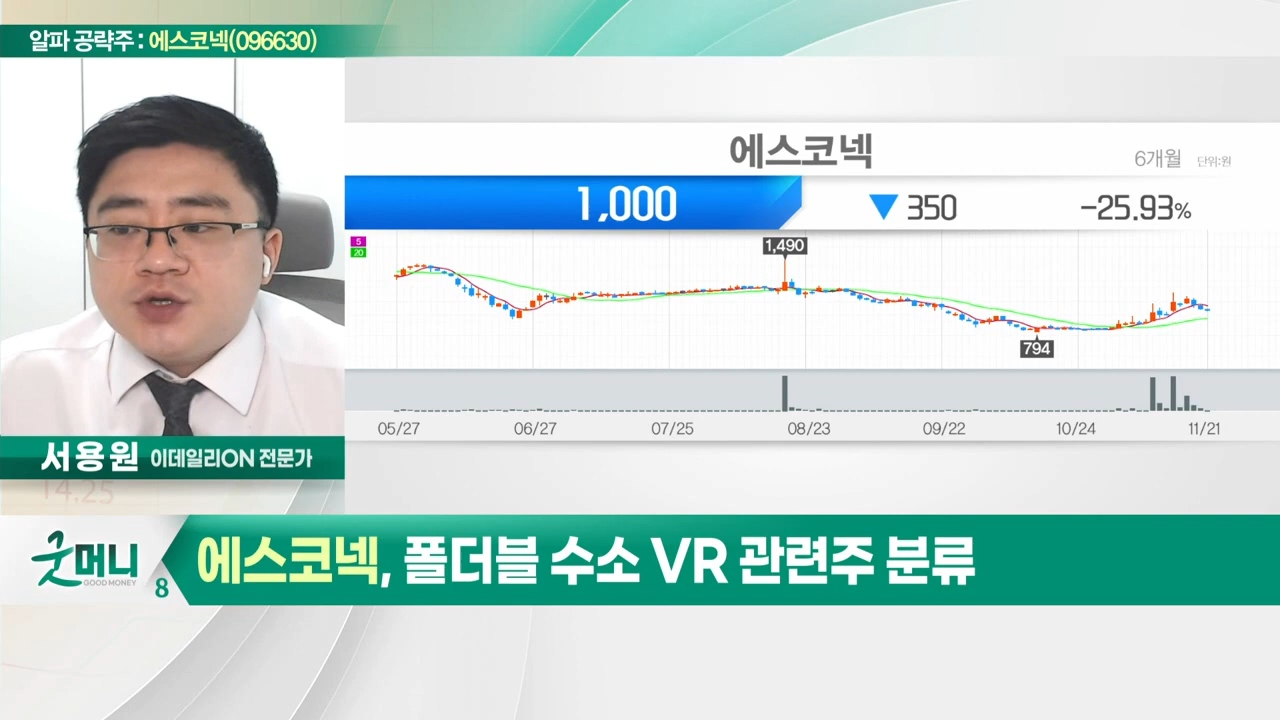 알파 공략주 : 에스코넥(096630)
에스코넥
6개월 단위:원
1,000 ▼ 350 -25.93%
5
20
1,490
794
05/27 06/27 07/25 08/23 09/22 10/24 11/21
서용원 이데일리ON 전문가
14.25
굿머니
GOOD MONEY
8
에스코넥, 폴더블 수소 VR 관련주 분류